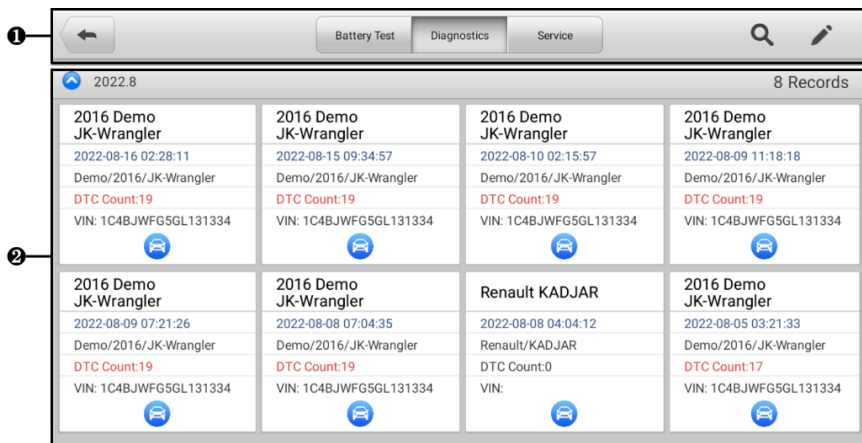 ❶
Battery Test Diagnostics Service
❷
2022.8 8 Records
2016 Demo
JK-Wrangler
2022-08-16 02:28:11
Demo/2016/JK-Wrangler
DTC Count:19
VIN: 1C4BJWFG5GL131334
2016 Demo
JK-Wrangler
2022-08-15 09:34:57
Demo/2016/JK-Wrangler
DTC Count:19
VIN: 1C4BJWFG5GL131334
2016 Demo
JK-Wrangler
2022-08-10 02:15:57
Demo/2016/JK-Wrangler
DTC Count:19
VIN: 1C4BJWFG5GL131334
2016 Demo
JK-Wrangler
2022-08-09 11:18:18
Demo/2016/JK-Wrangler
DTC Count:19
VIN: 1C4BJWFG5GL131334
2016 Demo
JK-Wrangler
2022-08-09 07:21:26
Demo/2016/JK-Wrangler
DTC Count:19
VIN: 1C4BJWFG5GL131334
2016 Demo
JK-Wrangler
2022-08-08 07:04:35
Demo/2016/JK-Wrangler
DTC Count:19
VIN: 1C4BJWFG5GL131334
Renault KADJAR
2022-08-08 04:04:12
Renault/KADJAR
DTC Count:0
VIN:
2016 Demo
JK-Wrangler
2022-08-05 03:21:33
Demo/2016/JK-Wrangler
DTC Count:17
VIN: 1C4BJWFG5GL131334